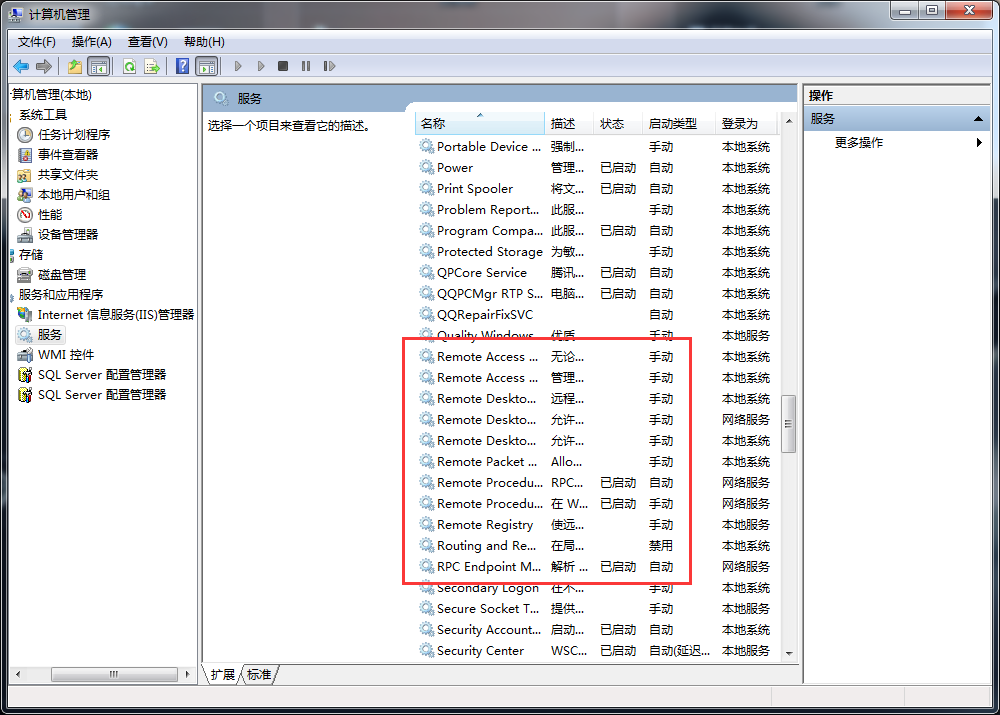 计算机管理
文件(F) 操作(A) 查看(V) 帮助(H)
算机管理(本地)
系统工具
任务计划程序
事件查看器
共享文件夹
本地用户和组
性能
设备管理器
存储
磁盘管理
服务和应用程序
Internet 信息服务(IIS)管理器
服务
WMI 控件
SQL Server 配置管理器
SQL Server 配置管理器
服务
选择一个项目来查看它的描述。
名称 描述 状态 启动类型 登录为
Portable Device ... 强制... 手动 本地系统
Power 管理... 已启动 自动 本地系统
Print Spooler 将文... 已启动 自动 本地系统
Problem Report... 此服... 手动 本地系统
Program Compa... 此服... 已启动 自动 本地系统
Protected Storage 为敏... 手动 本地系统
QPCore Service 腾讯... 已启动 自动 本地系统
QQPCMgr RTP S... 电脑... 已启动 自动 本地系统
QQRepairFixSVC 自动 本地系统
Quality Windows... 优质... 手动 本地服务
Remote Access ... 无论... 手动 本地系统
Remote Access ... 管理... 手动 本地系统
Remote Deskto... 远程... 手动 本地系统
Remote Deskto... 允许... 手动 网络服务
Remote Deskto... 允许... 手动 本地系统
Remote Packet ... Allo... 手动 本地系统
Remote Procedu... RPC... 已启动 自动 网络服务
Remote Procedu... 在 W... 已启动 手动 网络服务
Remote Registry 使远... 手动 本地服务
Routing and Re... 在局... 禁用 本地系统
RPC Endpoint M... 解析 ... 已启动 自动 网络服务
Secondary Logon 在不... 手动 本地系统
Secure Socket T... 提供... 手动 本地服务
Security Account... 启动... 已启动 自动 本地系统
Security Center WSC... 已启动 自动(延迟... 本地服务
扩展 标准
操作
服务
更多操作